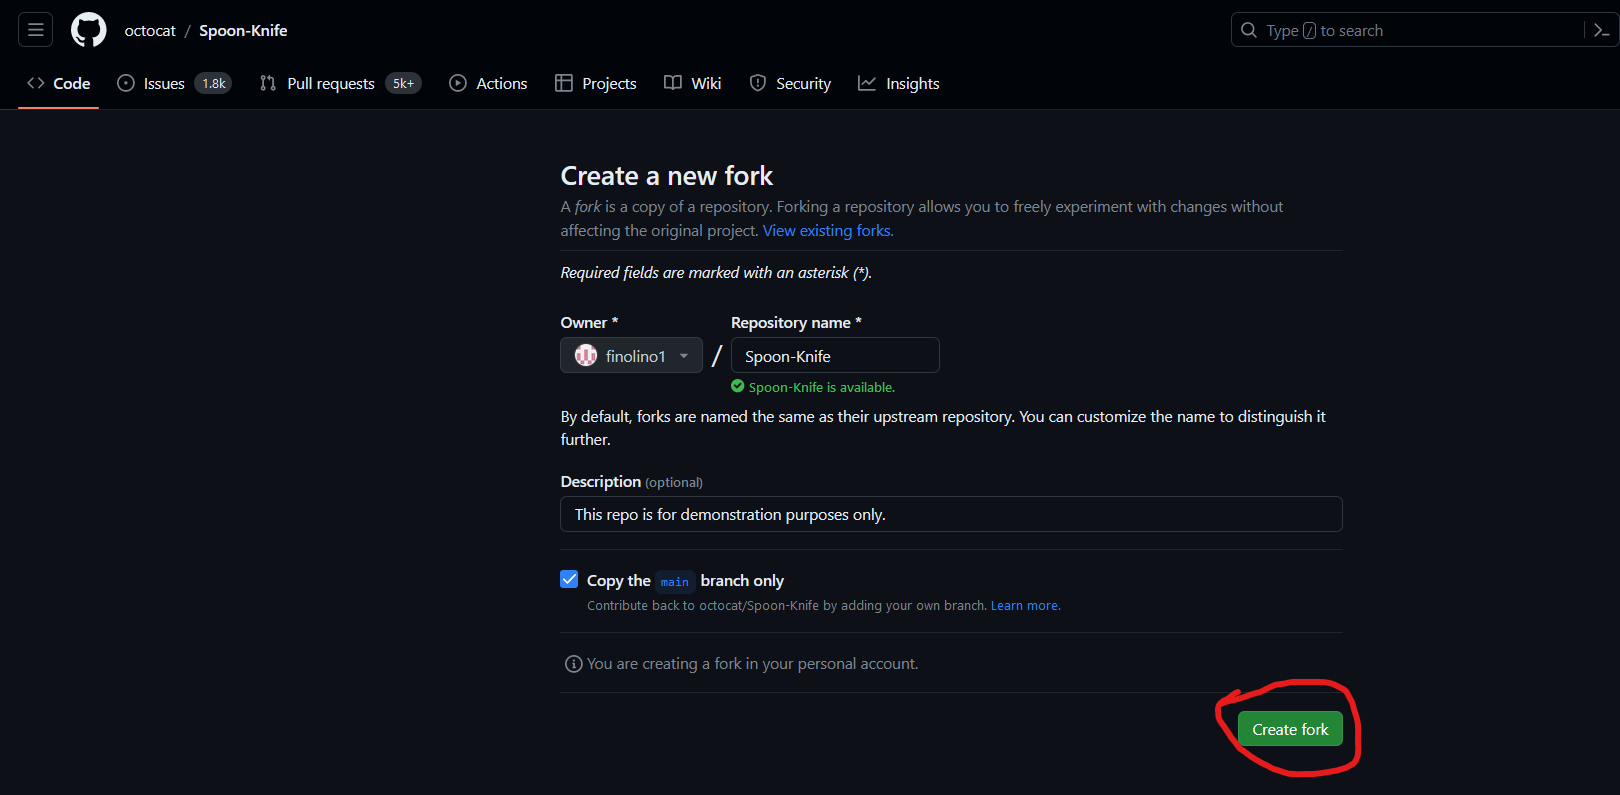 octocat / Spoon-Knife
Type / to search
Code
Issues 1.8k
Pull requests 5k+
Actions
Projects
Wiki
Security
Insights
Create a new fork
A fork is a copy of a repository. Forking a repository allows you to freely experiment with changes without
affecting the original project. View existing forks.
Required fields are marked with an asterisk (*).
Owner *
finolino1
/
Repository name *
Spoon-Knife
Spoon-Knife is available.
By default, forks are named the same as their upstream repository. You can customize the name to distinguish it
further.
Description (optional)
This repo is for demonstration purposes only.
Copy the main branch only
Contribute back to octocat/Spoon-Knife by adding your own branch. Learn more.
You are creating a fork in your personal account.
Create fork